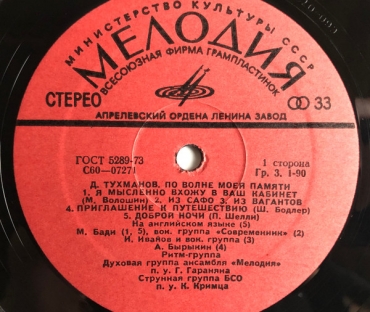 МИНИСТЕРСТВО КУЛЬТУРЫ СССР
МЕЛОДИЯ
ВСЕСОЮЗНАЯ ФИРМА ГРАМПЛАСТИНОК
СТЕРЕО
33
АПРЕЛЕВСКИЙ ОРДЕНА ЛЕНИНА ЗАВОД
ГОСТ 5289-73
С60—07271
1 сторона
Гр. 3. 1-90
Д. ТУХМАНОВ. ПО ВОЛНЕ МОЕЙ ПАМЯТИ
1. Я МЫСЛЕННО ВХОЖУ В ВАШ КАБИНЕТ
(М. Волошин) 2. ИЗ САФО 3. ИЗ ВАГАНТОВ
4. ПРИГЛАШЕНИЕ К ПУТЕШЕСТВИЮ (Ш. Бодлер)
5. ДОБРОЙ НОЧИ (П. Шелли)
На английском языке (5)
М. Бади (1, 5), вок. группа «Современник» (2)
И. Иванов и вок. группа (3)
А. Бырыкин (4)
Ритм-группа
Духовая группа ансамбля «Мелодия»
п. у. Г. Гараняна
Струнная группа БСО
п. у. К. Кримца